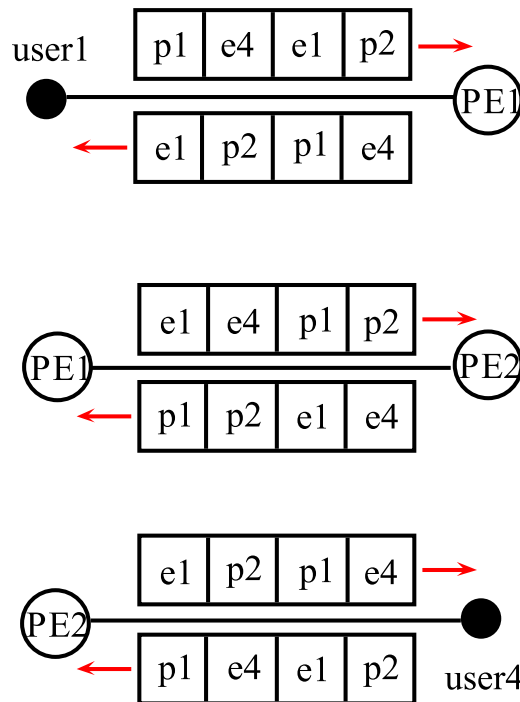 p1 e4 e1 p2
user1
PE1
e1 p2 p1 e4
e1 e4 p1 p2
PE1 PE2
p1 p2 e1 e4
e1 p2 p1 e4
PE2
p1 e4 e1 p2
user4